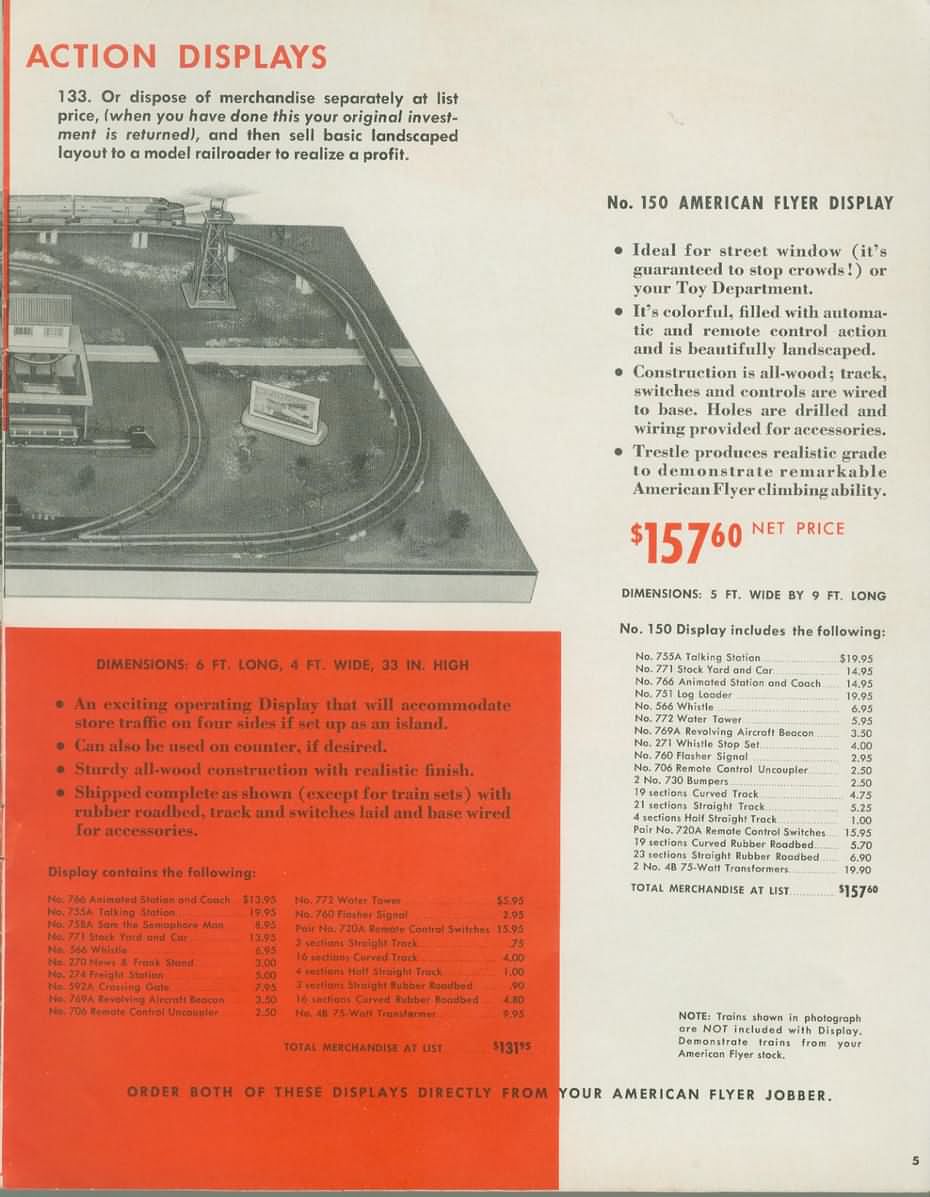 ACTION DISPLAYS
133. Or dispose of merchandise separately at list
price, (when you have done this your original invest-
ment is returned), and then sell basic landscaped
layout to a model railroader to realize a profit.
No. 150 AMERICAN FLYER DISPLAY
• Ideal for street window (it's
guaranteed to stop crowds!) or
your Toy Department.
• It's colorful, filled with automa-
tic and remote control action
and is beautifully landscaped.
• Construction is all-wood; track,
switches and controls are wired
to base. Holes are drilled and
wiring provided for accessories.
• Trestle produces realistic grade
to demonstrate remarkable
American Flyer climbing ability.
$157 60 NET PRICE
DIMENSIONS: 5 FT. WIDE BY 9 FT. LONG
No. 150 Display includes the following:
No. 755A Talking Station $19.95
No. 771 Stock Yard and Car 14.95
No. 766 Animated Station and Coach 14.95
No. 751 Log Loader 19.95
No. 566 Whistle 6.95
No. 772 Water Tower 5.95
No. 769A Revolving Aircraft Beacon 3.50
No. 271 Whistle Stop Set 4.00
No. 760 Flasher Signal 2.95
No. 706 Remote Control Uncoupler 2.50
2 No. 730 Bumpers 2.50
19 sections Curved Track 4.75
21 sections Straight Track 5.25
4 sections Half Straight Track 1.00
Pair No. 720A Remote Control Switches 15.95
19 sections Curved Rubber Roadbed 5.70
23 sections Straight Rubber Roadbed 6.90
2 No. 4B 75-Watt Transformers 19.90
TOTAL MERCHANDISE AT LIST $157 60
NOTE: Trains shown in photograph
are NOT included with Display.
Demonstrate trains from your
American Flyer stock.
DIMENSIONS: 6 FT. LONG, 4 FT. WIDE, 33 IN. HIGH
• An exciting operating Display that will accommodate
store traffic on four sides if set up as an island.
• Can also be used on counter, if desired.
• Sturdy all-wood construction with realistic finish.
• Shipped complete as shown (except for train sets) with
rubber roadbed, track and switches laid and base wired
for accessories.
Display contains the following:
No. 766 Animated Station and Coach $13.95
No. 755A Talking Station 19.95
No. 758A Sam the Semaphore Man 8.95
No. 771 Stock Yard and Car 13.95
No. 566 Whistle 6.95
No. 270 News & Frank Stand 3.00
No. 274 Freight Station 5.00
No. 592A Crossing Gate 7.95
No. 769A Revolving Aircraft Beacon 3.50
No. 706 Remote Control Uncoupler 2.50
No. 772 Water Tower $5.95
No. 760 Flasher Signal 2.95
Pair No. 720A Remote Control Switches 15.95
3 sections Straight Track .75
16 sections Curved Track 4.00
4 sections Half Straight Track 1.00
3 sections Straight Rubber Roadbed .90
16 sections Curved Rubber Roadbed 4.80
No. 4B 75-Watt Transformer 9.95
TOTAL MERCHANDISE AT LIST $131 95
ORDER BOTH OF THESE DISPLAYS DIRECTLY FROM YOUR AMERICAN FLYER JOBBER.
5